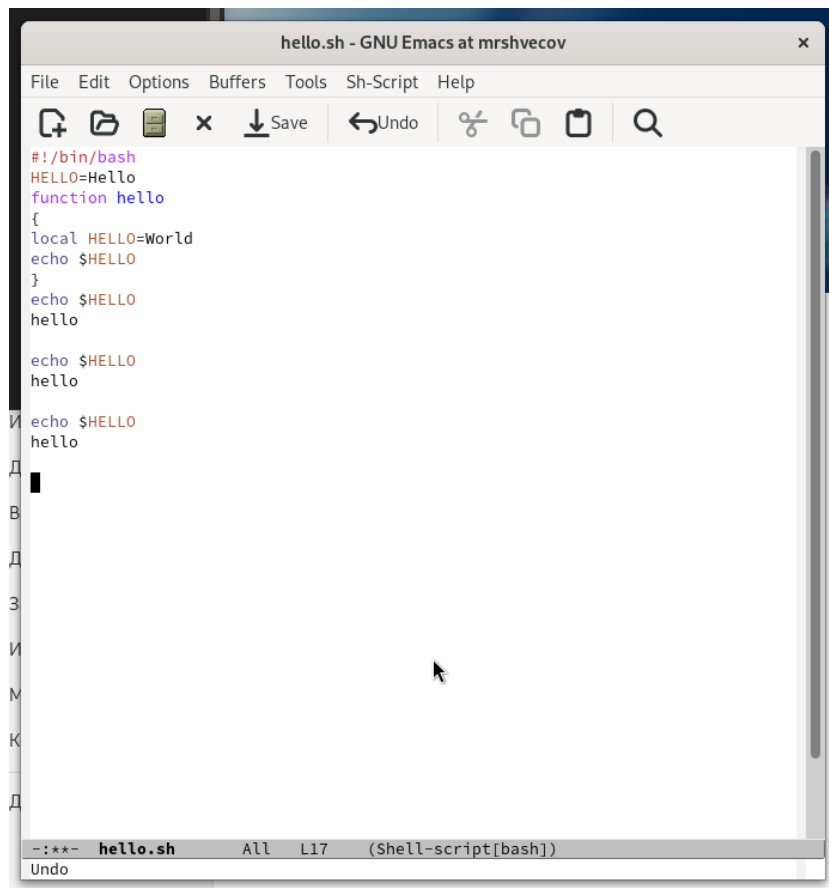 hello.sh - GNU Emacs at mrshvecov
File Edit Options Buffers Tools Sh-Script Help
Save Undo
#!/bin/bash
HELLO=Hello
function hello
{
local HELLO=World
echo $HELLO
}
echo $HELLO
hello
echo $HELLO
hello
И echo $HELLO
hello
Д
В
Д
З
И
М
К
Д
-:**- hello.sh All L17 (Shell-script[bash])
Undo